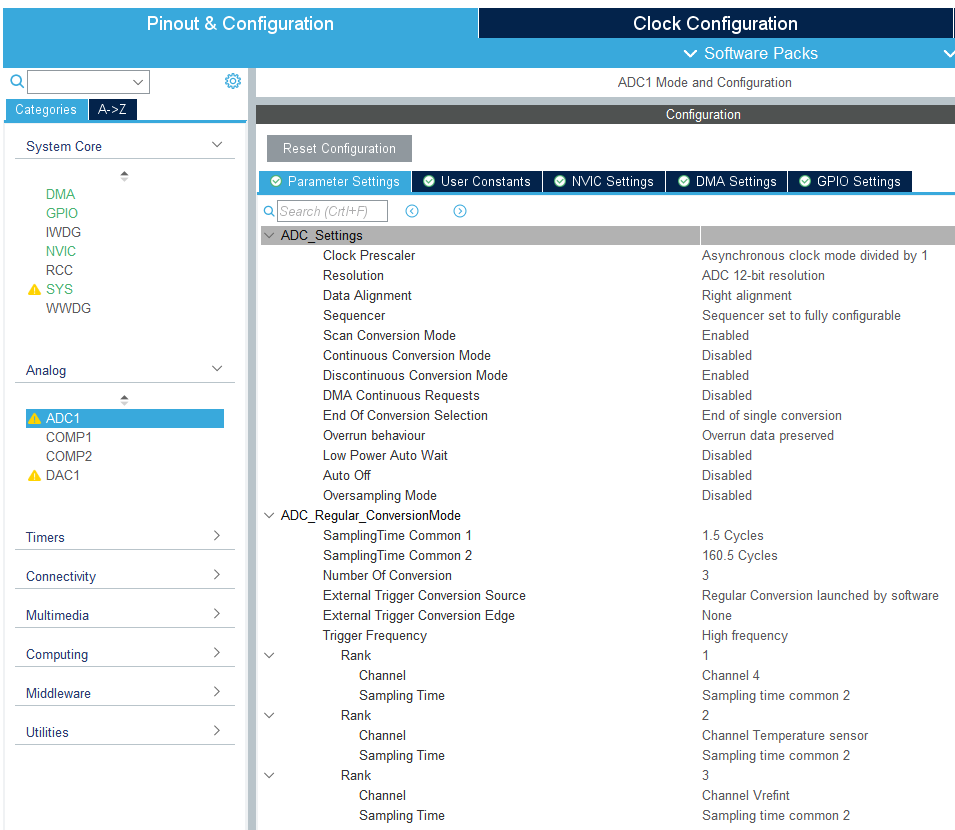 Pinout & Configuration
Clock Configuration
Software Packs
ADC1 Mode and Configuration
Categories
A->Z
Configuration
System Core
Reset Configuration
Parameter Settings
User Constants
NVIC Settings
DMA Settings
GPIO Settings
DMA
GPIO
IWDG
NVIC
RCC
SYS
WWDG
Analog
ADC1
COMP1
COMP2
DAC1
Timers
Connectivity
Multimedia
Computing
Middleware
Utilities
Search (CrtI+F)
ADC_Settings
Clock Prescaler Asynchronous clock mode divided by 1
Resolution ADC 12-bit resolution
Data Alignment Right alignment
Sequencer Sequencer set to fully configurable
Scan Conversion Mode Enabled
Continuous Conversion Mode Disabled
Discontinuous Conversion Mode Enabled
DMA Continuous Requests Disabled
End Of Conversion Selection End of single conversion
Overrun behaviour Overrun data preserved
Low Power Auto Wait Disabled
Auto Off Disabled
Oversampling Mode Disabled
ADC_Regular_ConversionMode
SamplingTime Common 1 1.5 Cycles
SamplingTime Common 2 160.5 Cycles
Number Of Conversion 3
External Trigger Conversion Source Regular Conversion launched by software
External Trigger Conversion Edge None
Trigger Frequency High frequency
Rank 1
Channel Channel 4
Sampling Time Sampling time common 2
Rank 2
Channel Channel Temperature sensor
Sampling Time Sampling time common 2
Rank 3
Channel Channel Vrefint
Sampling Time Sampling time common 2